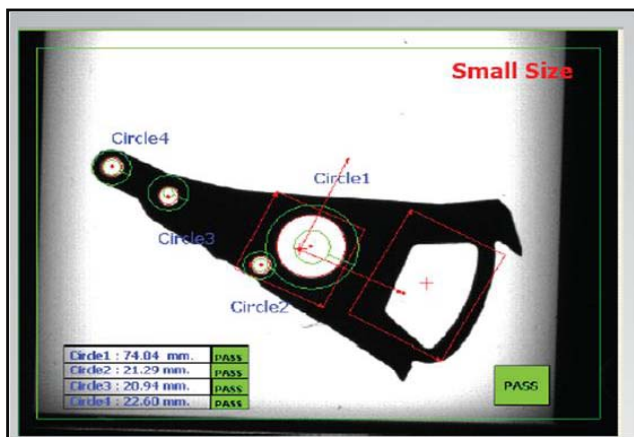 Small Size
Circle4
Circle1
Circle3
Circle2
Circle1 : 74.04 mm. PASS
Circle2 : 21.29 mm. PASS
Circle3 : 20.94 mm. PASS
Circle4 : 22.60 mm. PASS
PASS